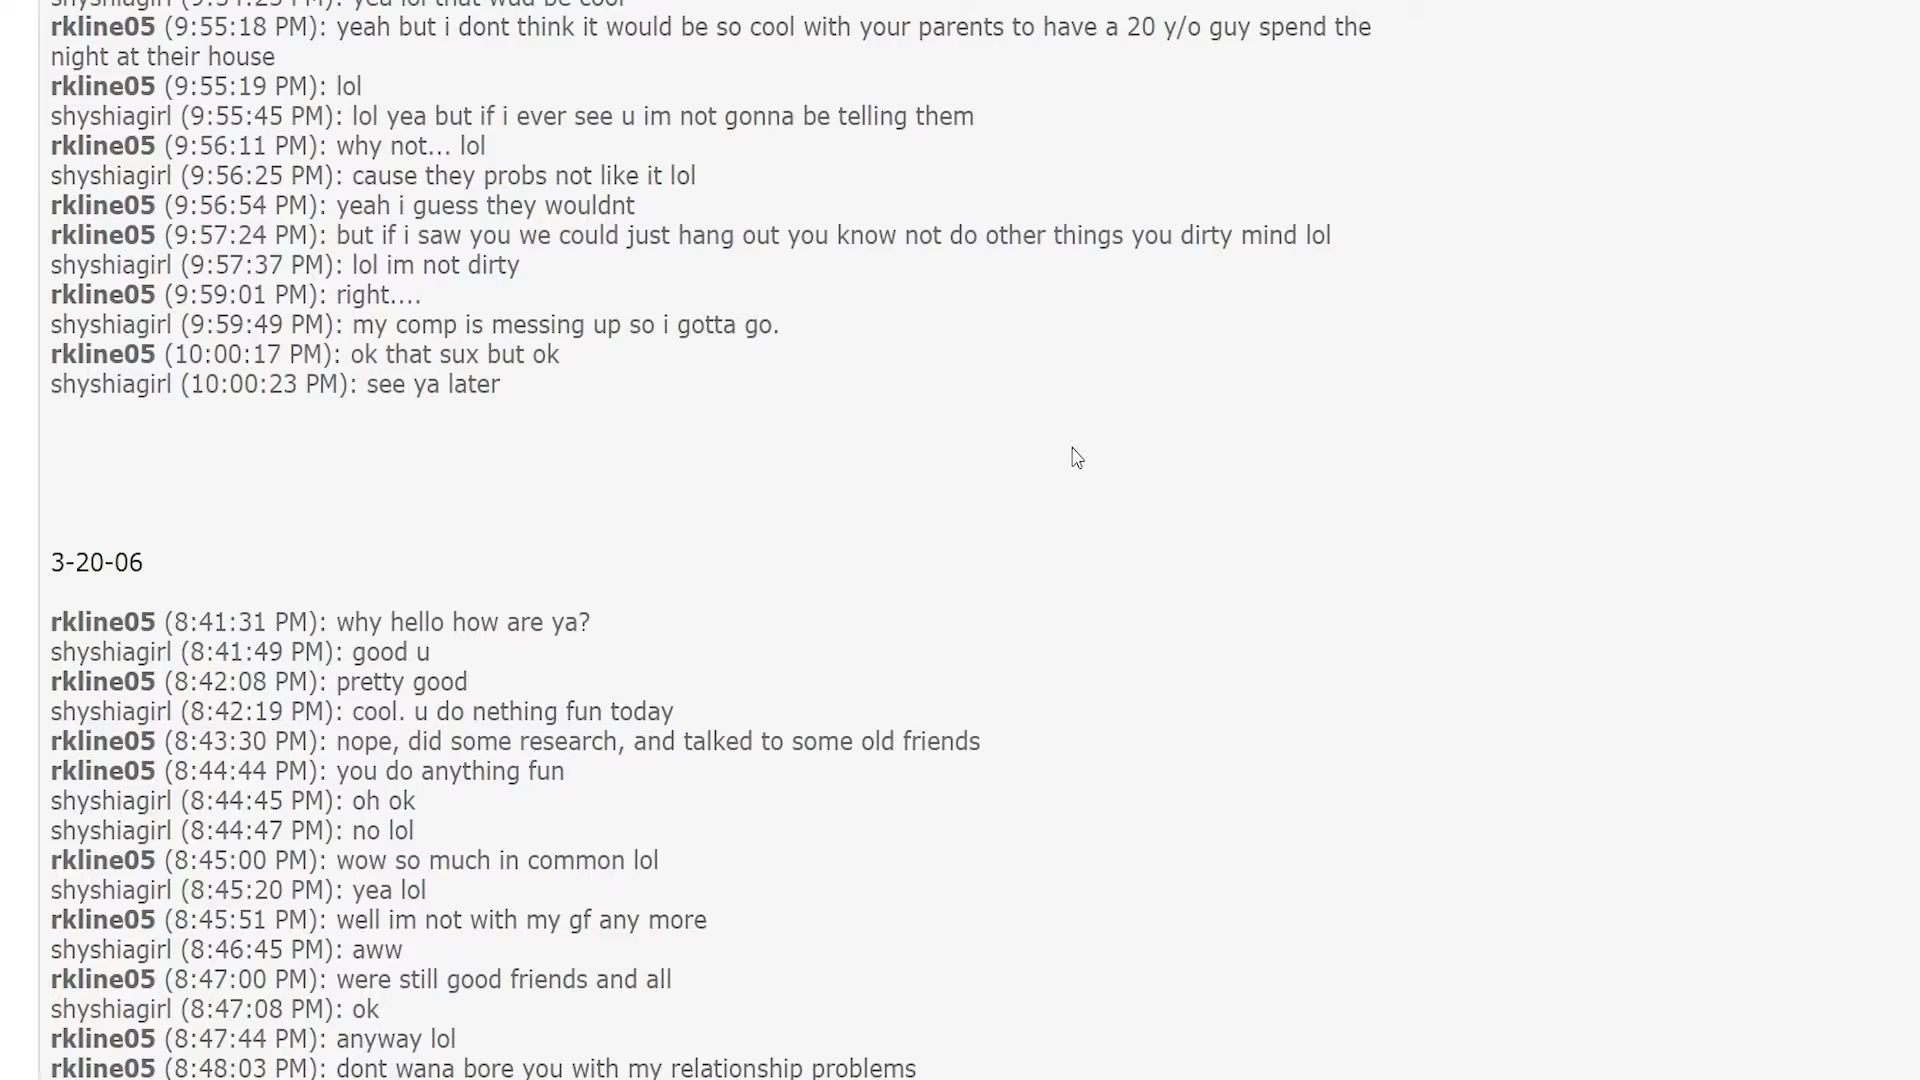 shyshiagirl (9:54:25 PM): yea lol that wud be cool
rkline05 (9:55:18 PM): yeah but i dont think it would be so cool with your parents to have a 20 y/o guy spend the
night at their house
rkline05 (9:55:19 PM): lol
shyshiagirl (9:55:45 PM): lol yea but if i ever see u im not gonna be telling them
rkline05 (9:56:11 PM): why not... lol
shyshiagirl (9:56:25 PM): cause they probs not like it lol
rkline05 (9:56:54 PM): yeah i guess they wouldnt
rkline05 (9:57:24 PM): but if i saw you we could just hang out you know not do other things you dirty mind lol
shyshiagirl (9:57:37 PM): lol im not dirty
rkline05 (9:59:01 PM): right....
shyshiagirl (9:59:49 PM): my comp is messing up so i gotta go.
rkline05 (10:00:17 PM): ok that sux but ok
shyshiagirl (10:00:23 PM): see ya later
3-20-06
rkline05 (8:41:31 PM): why hello how are ya?
shyshiagirl (8:41:49 PM): good u
rkline05 (8:42:08 PM): pretty good
shyshiagirl (8:42:19 PM): cool. u do nething fun today
rkline05 (8:43:30 PM): nope, did some research, and talked to some old friends
rkline05 (8:44:44 PM): you do anything fun
shyshiagirl (8:44:45 PM): oh ok
shyshiagirl (8:44:47 PM): no lol
rkline05 (8:45:00 PM): wow so much in common lol
shyshiagirl (8:45:20 PM): yea lol
rkline05 (8:45:51 PM): well im not with my gf any more
shyshiagirl (8:46:45 PM): aww
rkline05 (8:47:00 PM): were still good friends and all
shyshiagirl (8:47:08 PM): ok
rkline05 (8:47:44 PM): anyway lol
rkline05 (8:48:03 PM): dont wana bore you with my relationship problems